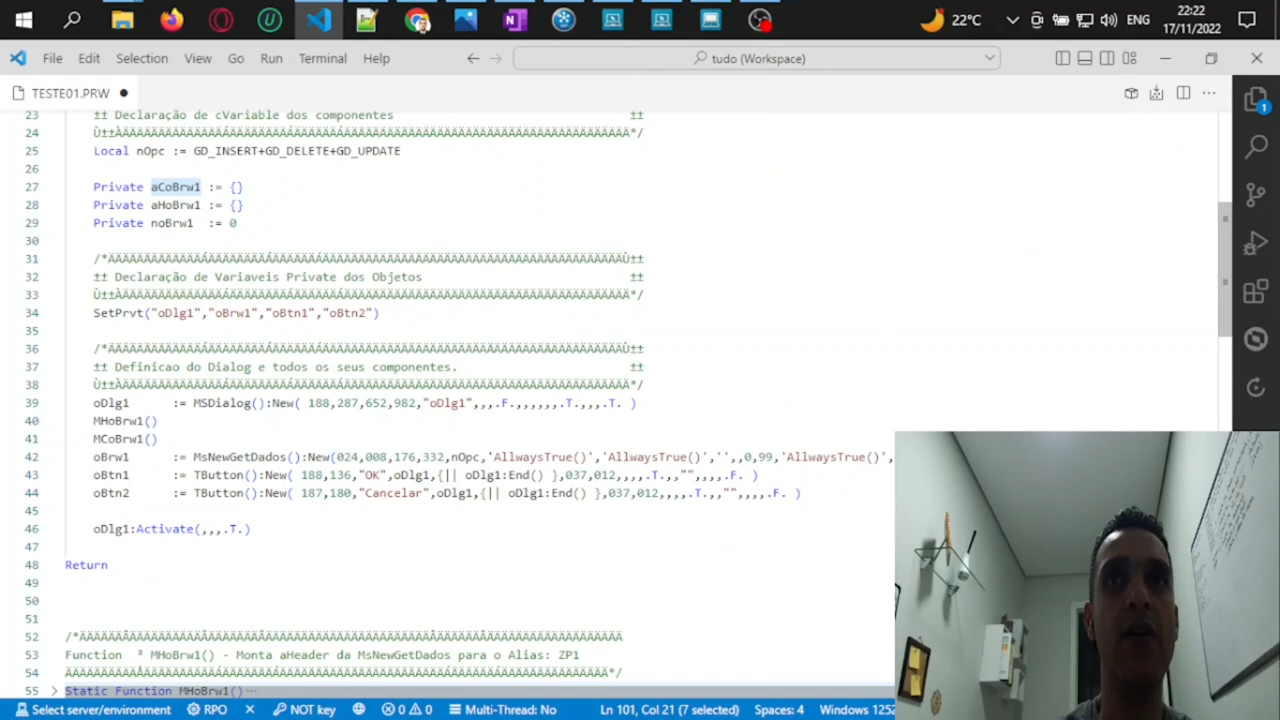 22°C
ENG
22:22
17/11/2022
File Edit Selection View Go Run Terminal Help
tudo (Workspace)
TESTE01.PRW
23 ±± Declaração de cVariable dos componentes ±±
24
25 Local nOpc := GD_INSERT+GD_DELETE+GD_UPDATE
26
27 Private aCoBrw1 := {}
28 Private aHoBrw1 := {}
29 Private noBrw1 := 0
30
31
32 ±± Declaração de Variaveis Private dos Objetos ±±
33
34 SetPrvt("oDlg1","oBrw1","oBtn1","oBtn2")
35
36
37 ±± Definicao do Dialog e todos os seus componentes. ±±
38
39 oDlg1 := MSDialog():New( 188,287,652,982,"oDlg1",,,.F.,,,,,,.T.,,,.T. )
40 MHoBrw1()
41 MCoBrw1()
42 oBrw1 := MsNewGetDados():New(024,008,176,332,nOpc,'AllwaysTrue()','AllwaysTrue()','',,0,99,'AllwaysTrue()',
43 oBtn1 := TButton():New( 188,136,"OK",oDlg1,{|| oDlg1:End() },037,012,,,,.T.,,"",,,,.F. )
44 oBtn2 := TButton():New( 187,180,"Cancelar",oDlg1,{|| oDlg1:End() },037,012,,,,.T.,,"",,,,.F. )
45
46 oDlg1:Activate(,,,.T.)
47
48 Return
49
50
51
52
53 Function ³ MHoBrw1() - Monta aHeader da MsNewGetDados para o Alias: ZP1
54
55 Static Function MHoBrw1()
Select server/environment RPO NOT key 0 0 Multi-Thread: No Ln 101, Col 21 (7 selected) Spaces: 4 Windows 1252
1